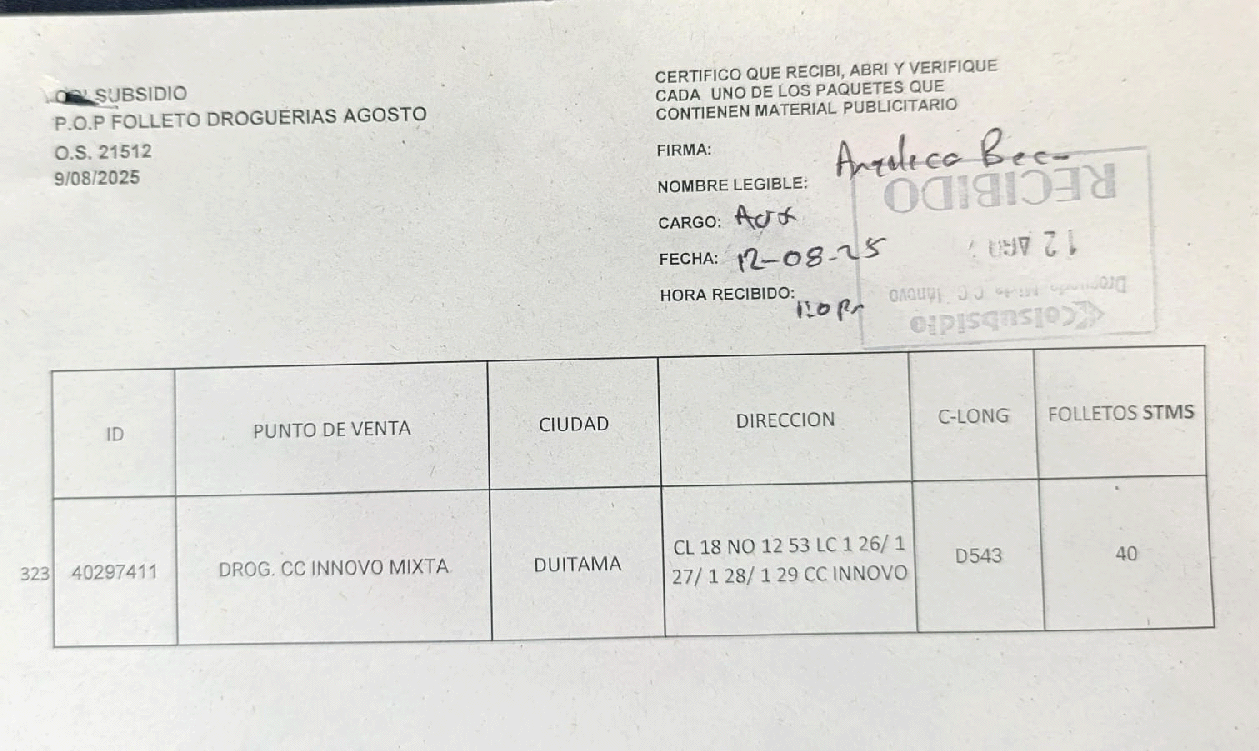 SUBSIDIO
P.O.P FOLLETO DROGUERIAS AGOSTO
O.S. 21512
9/08/2025
CERTIFICO QUE RECIBI, ABRI Y VERIFIQUE
CADA UNO DE LOS PAQUETES QUE
CONTIENEN MATERIAL PUBLICITARIO
FIRMA:
NOMBRE LEGIBLE: Angelica
CARGO:
FECHA: 12-08-25
HORA RECIBIDO:
RECIBIDO
12
Colsubsidio
ID PUNTO DE VENTA CIUDAD DIRECCION C-LONG FOLLETOS STMS
CL 18 NO 12 53 LC 1 26/ 1
323 40297411 DROG. CC INNOVO MIXTA DUITAMA D543 40
27/ 1 28/ 1 29 CC INNOVO